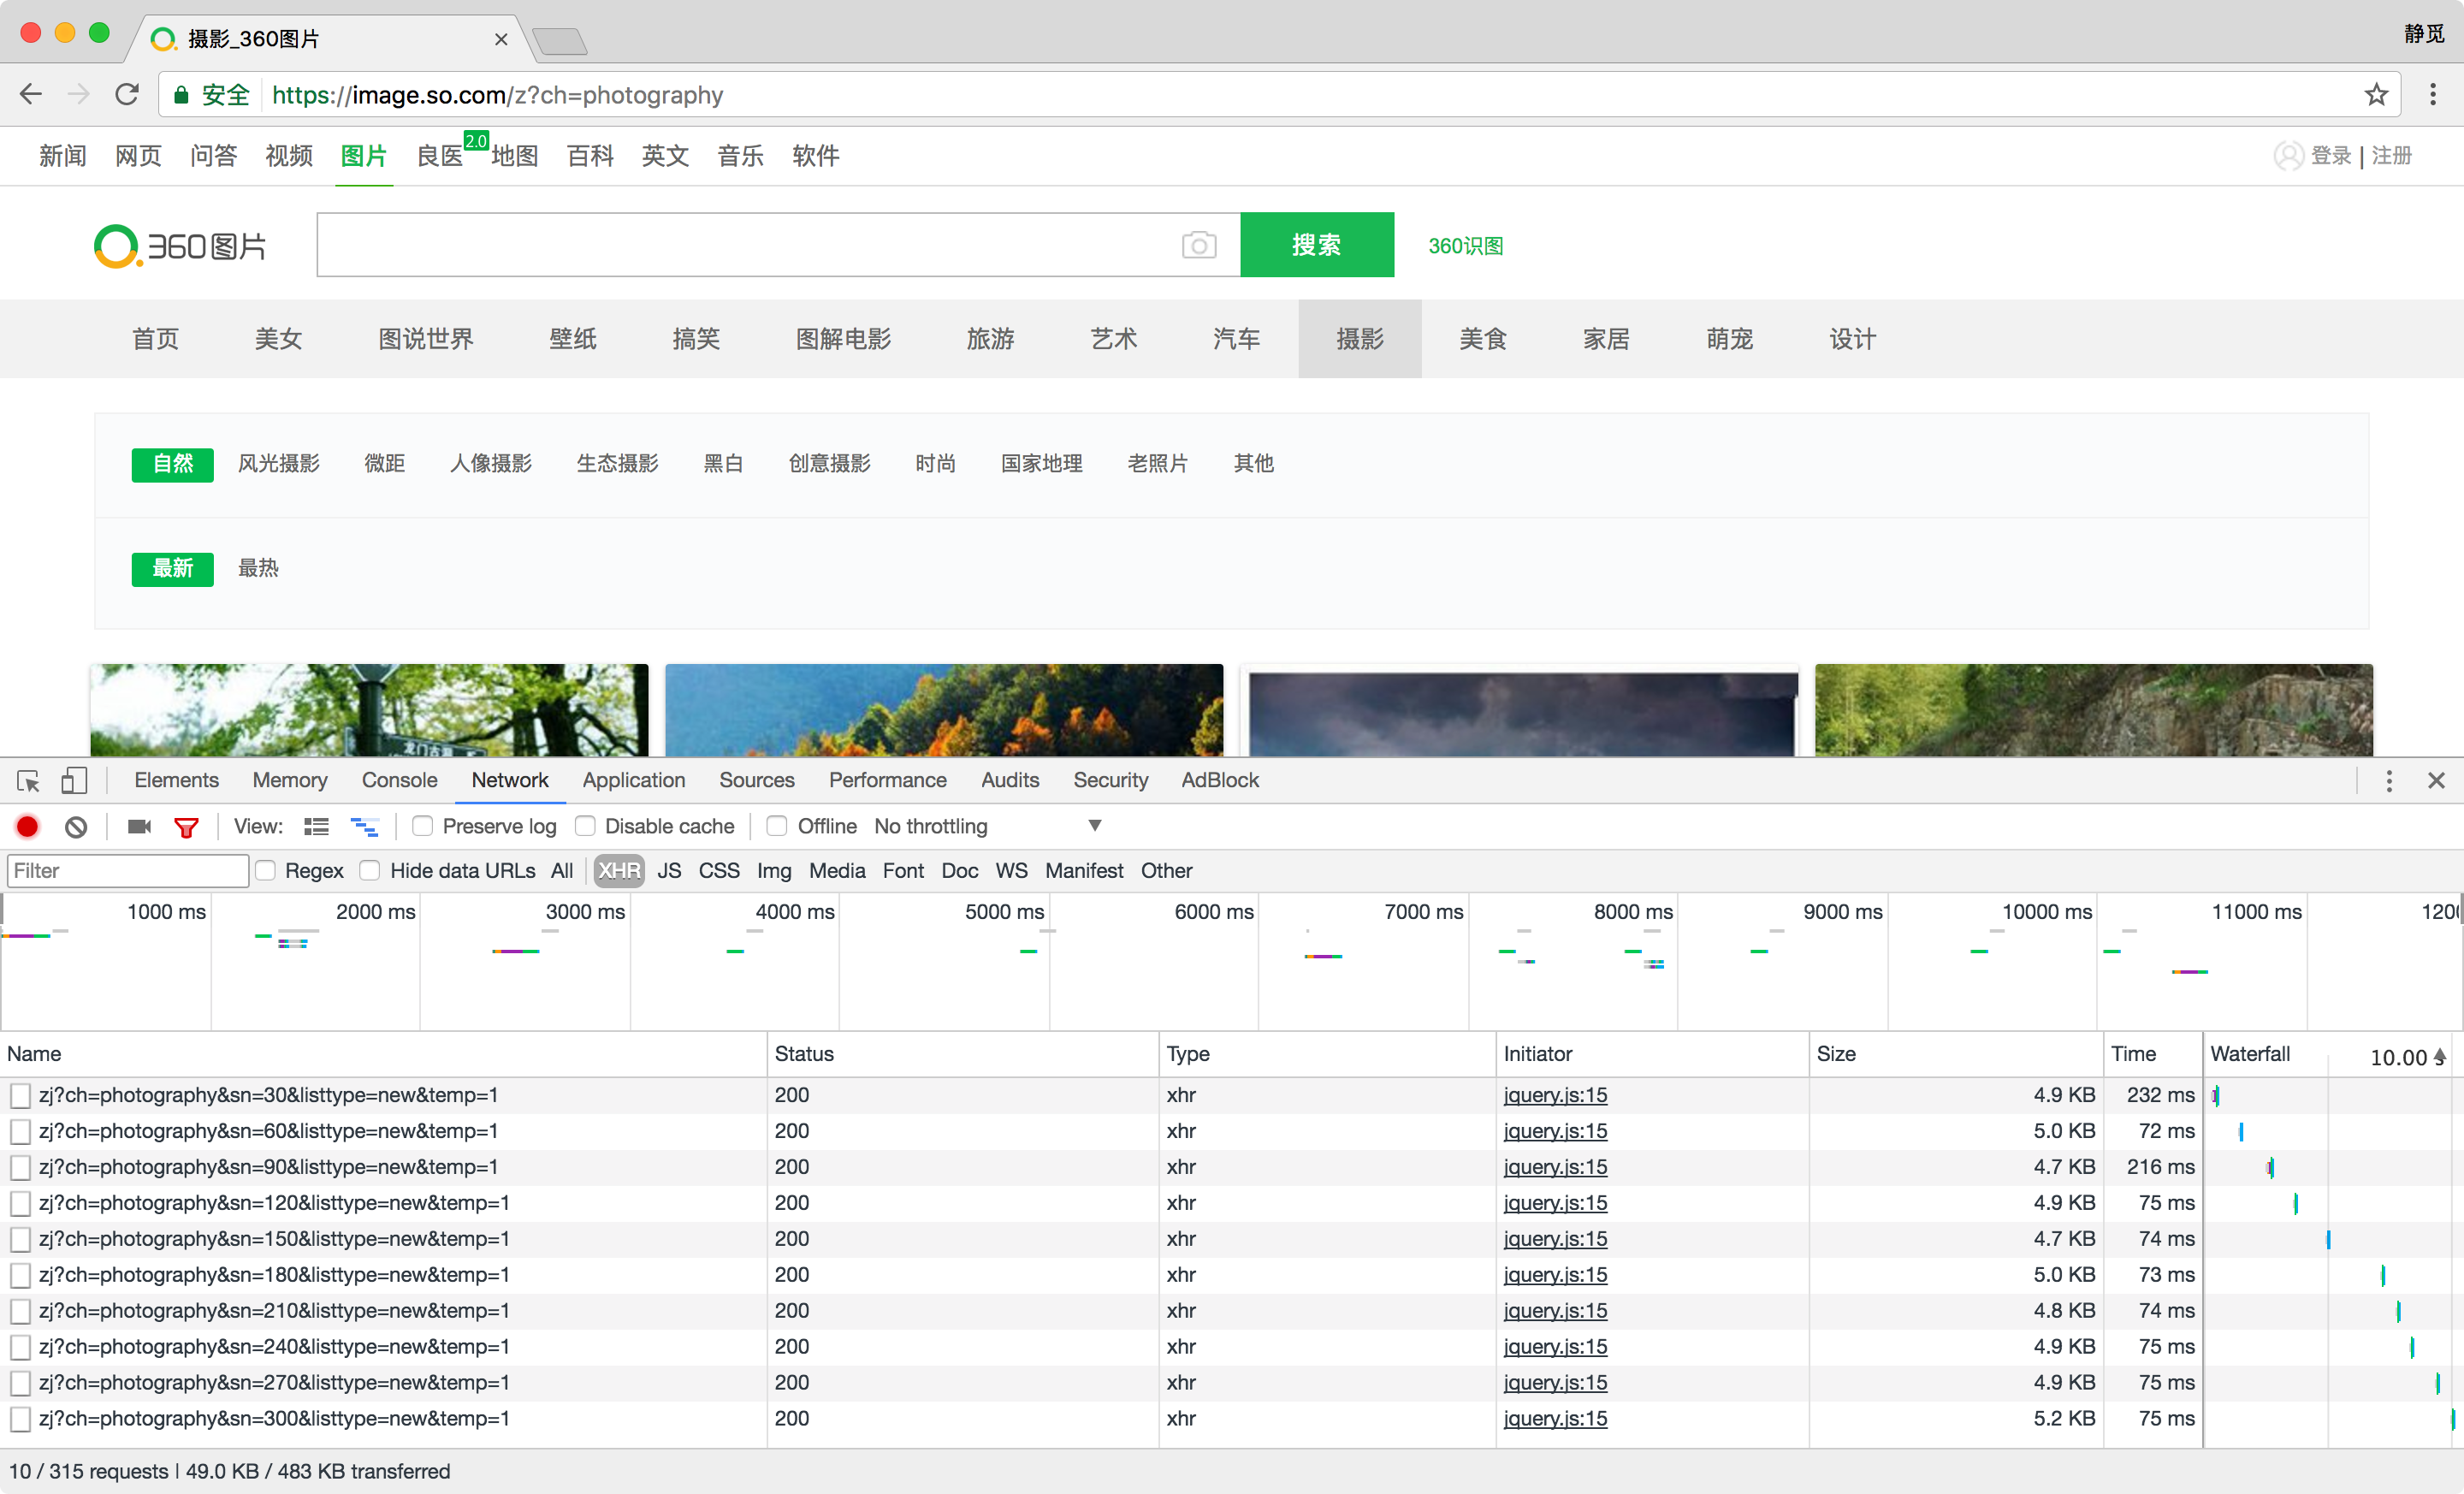 摄影_360图片
静觅
安全 https://image.so.com/z?ch=photography
新闻 网页 问答 视频 图片 良医 2.0 地图 百科 英文 音乐 软件 登录 | 注册
360图片 搜索 360识图
首页 美女 图说世界 壁纸 搞笑 图解电影 旅游 艺术 汽车 摄影 美食 家居 萌宠 设计
自然 风光摄影 微距 人像摄影 生态摄影 黑白 创意摄影 时尚 国家地理 老照片 其他
最新 最热
Elements Memory Console Network Application Sources Performance Audits Security AdBlock
View: Preserve log Disable cache Offline No throttling
Filter Regex Hide data URLs All XHR JS CSS Img Media Font Doc WS Manifest Other
1000 ms 2000 ms 3000 ms 4000 ms 5000 ms 6000 ms 7000 ms 8000 ms 9000 ms 10000 ms 11000 ms 120
Name Status Type Initiator Size Time Waterfall 10.00 s
zj?ch=photography&sn=30&listtype=new&temp=1 200 xhr jquery.js:15 4.9 KB 232 ms
zj?ch=photography&sn=60&listtype=new&temp=1 200 xhr jquery.js:15 5.0 KB 72 ms
zj?ch=photography&sn=90&listtype=new&temp=1 200 xhr jquery.js:15 4.7 KB 216 ms
zj?ch=photography&sn=120&listtype=new&temp=1 200 xhr jquery.js:15 4.9 KB 75 ms
zj?ch=photography&sn=150&listtype=new&temp=1 200 xhr jquery.js:15 4.7 KB 74 ms
zj?ch=photography&sn=180&listtype=new&temp=1 200 xhr jquery.js:15 5.0 KB 73 ms
zj?ch=photography&sn=210&listtype=new&temp=1 200 xhr jquery.js:15 4.8 KB 74 ms
zj?ch=photography&sn=240&listtype=new&temp=1 200 xhr jquery.js:15 4.9 KB 75 ms
zj?ch=photography&sn=270&listtype=new&temp=1 200 xhr jquery.js:15 4.9 KB 75 ms
zj?ch=photography&sn=300&listtype=new&temp=1 200 xhr jquery.js:15 5.2 KB 75 ms
10 / 315 requests | 49.0 KB / 483 KB transferred